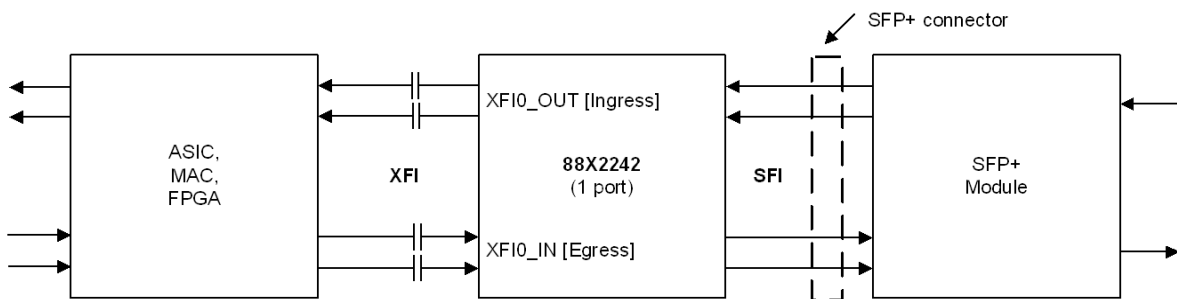 SFP+ connector
XFI0_OUT [Ingress]
ASIC,
MAC,
FPGA
XFI
88X2242
(1 port)
SFI
SFP+
Module
XFI0_IN [Egress]